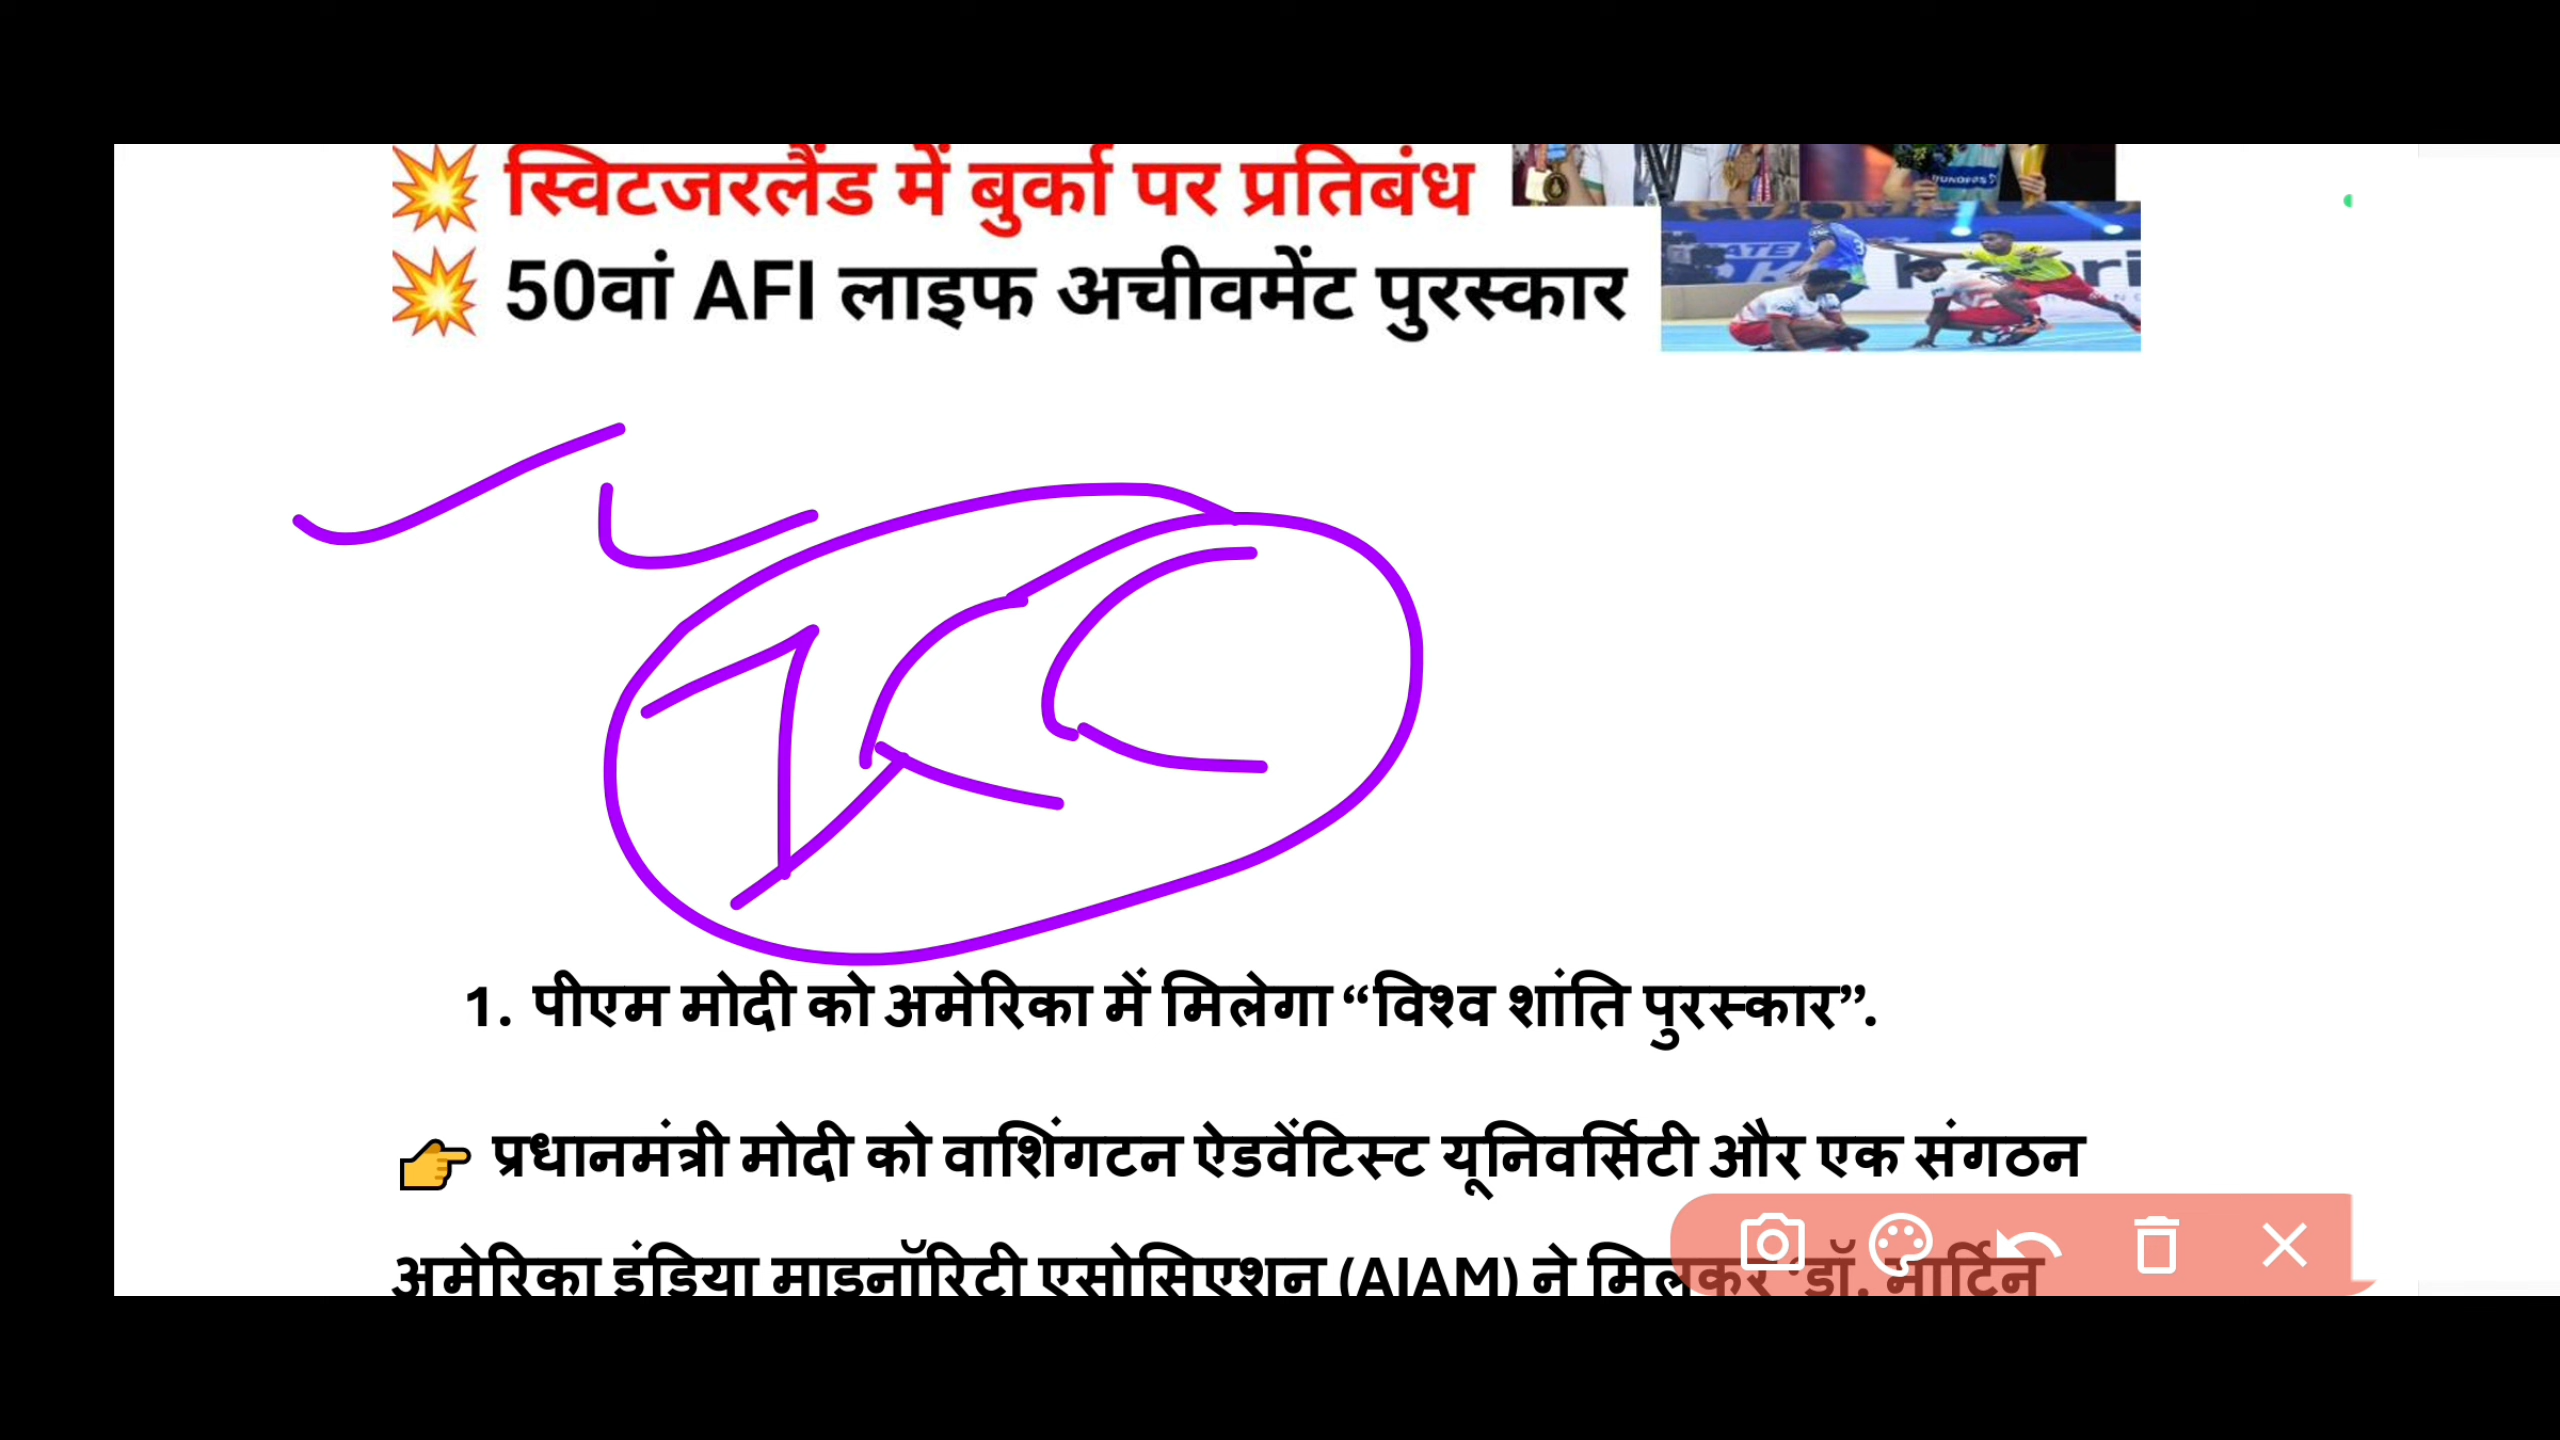 💥 स्विटजरलैंड में बुर्का पर प्रतिबंध
💥 50वां AFI लाइफ अचीवमेंट पुरस्कार
1. पीएम मोदी को अमेरिका में मिलेगा “विश्व शांति पुरस्कार”.
👉 प्रधानमंत्री मोदी को वाशिंगटन ऐडवेंटिस्ट यूनिवर्सिटी और एक संगठन
अमेरिका इंडिया माइनॉरिटी एसोसिएशन (AIAM) ने मिलकर ‘डॉ. मार्टिन